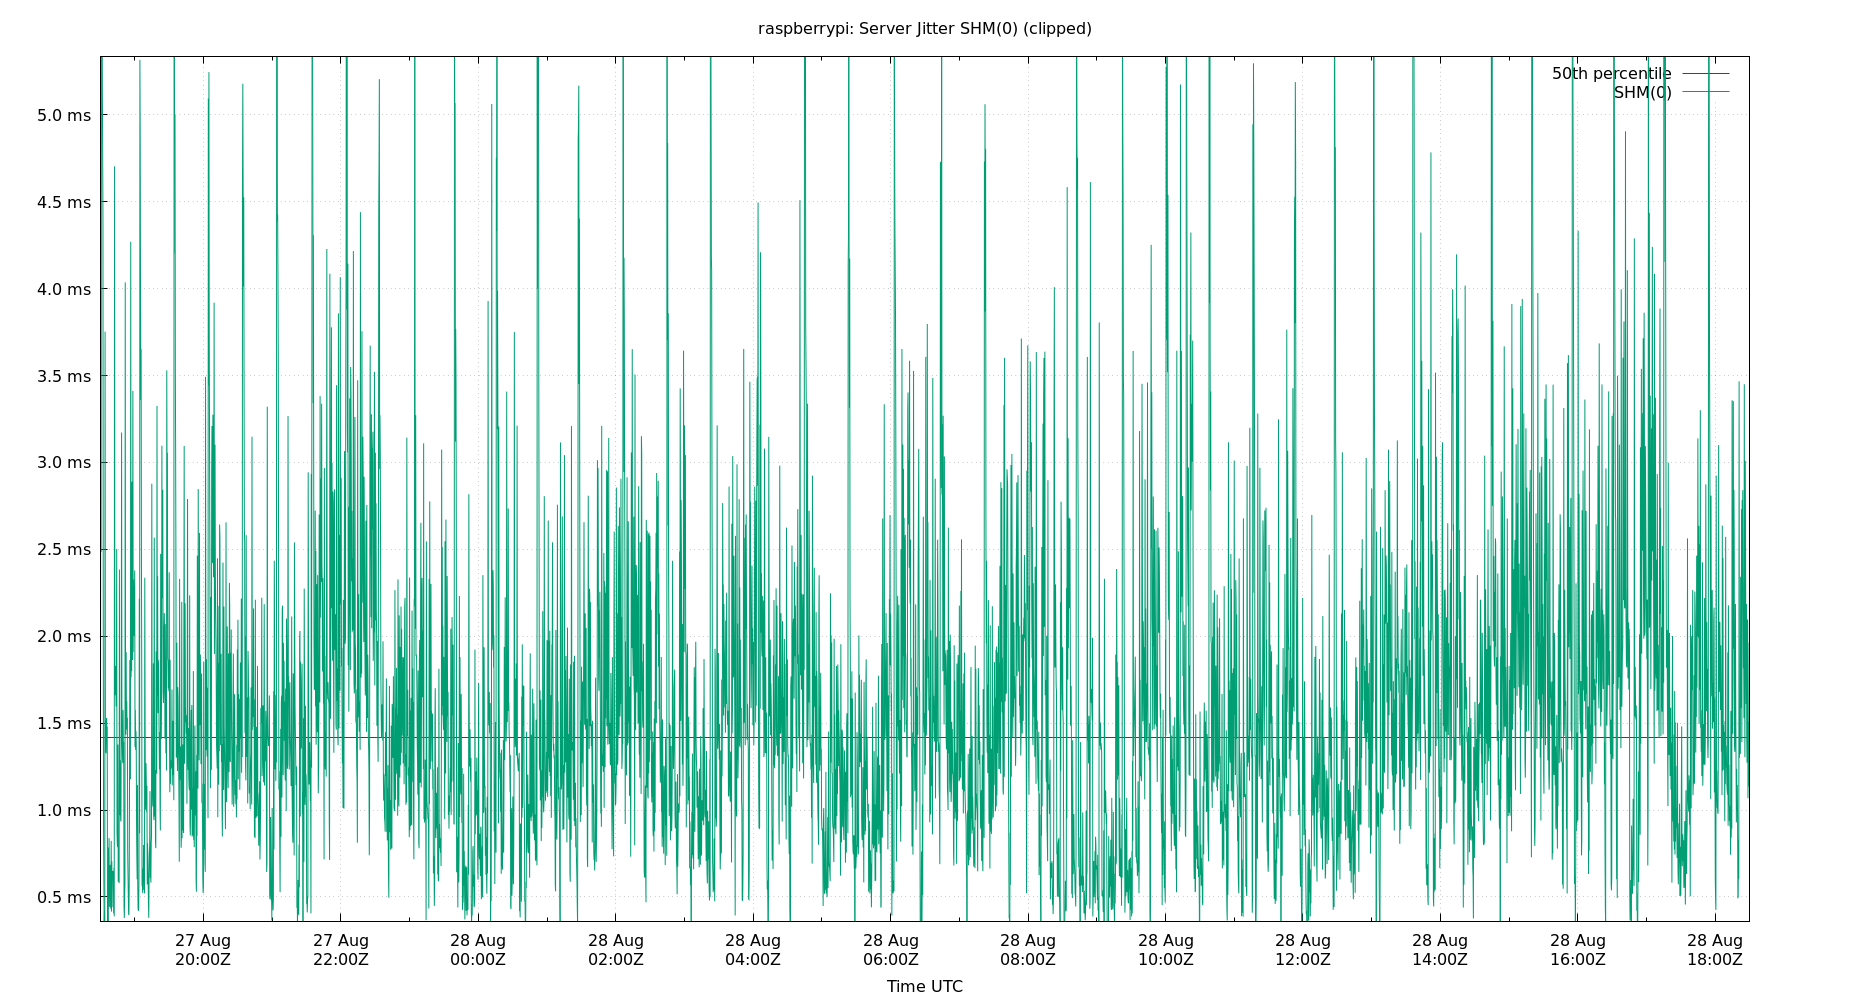 raspberrypi: Server Jitter SHM(0) (clipped)
50th percentile
SHM(0)
5.0 ms
4.5 ms
4.0 ms
3.5 ms
3.0 ms
2.5 ms
2.0 ms
1.5 ms
1.0 ms
0.5 ms
27 Aug 27 Aug 28 Aug 28 Aug 28 Aug 28 Aug 28 Aug 28 Aug 28 Aug 28 Aug 28 Aug 28 Aug
20:00Z 22:00Z 00:00Z 02:00Z 04:00Z 06:00Z 08:00Z 10:00Z 12:00Z 14:00Z 16:00Z 18:00Z
Time UTC